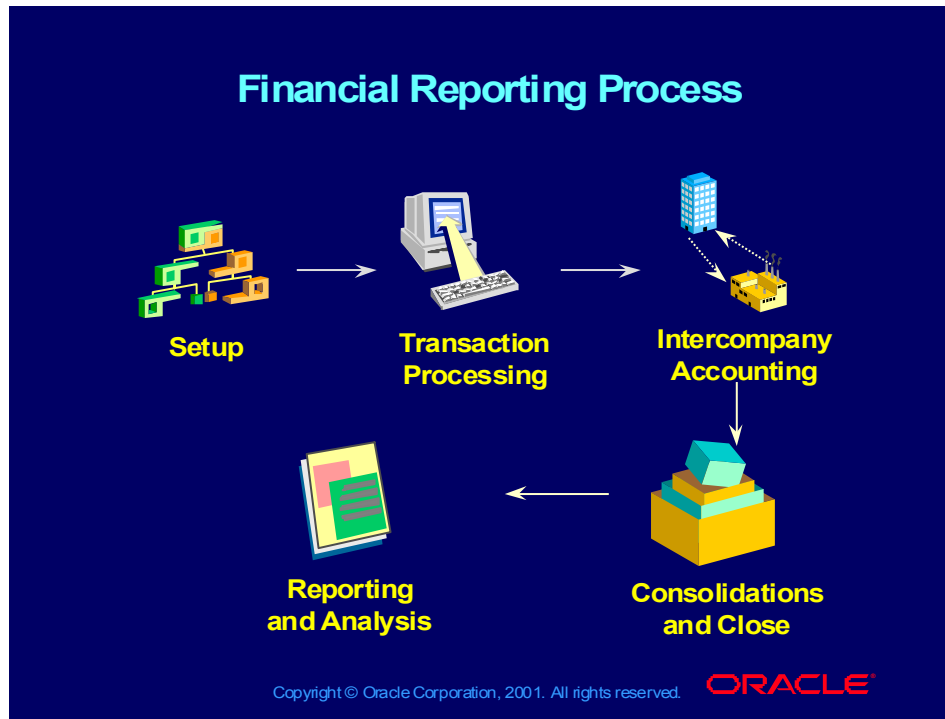 Financial Reporting Process
Setup
Transaction
Processing
Intercompany
Accounting
Reporting
and Analysis
Consolidations
and Close
Copyright © Oracle Corporation, 2001. All rights reserved.
ORACLE®